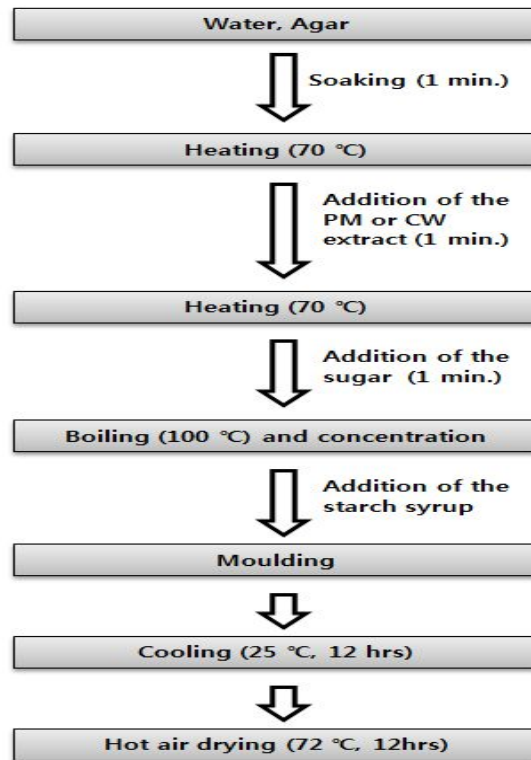 Water, Agar
Soaking (1 min.)
Heating (70 ℃)
Addition of the
PM or CW
extract (1 min.)
Heating (70 ℃)
Addition of the
sugar (1 min.)
Boiling (100 ℃) and concentration
Addition of the
starch syrup
Moulding
Cooling (25 ℃, 12 hrs)
Hot air drying (72 ℃, 12hrs)